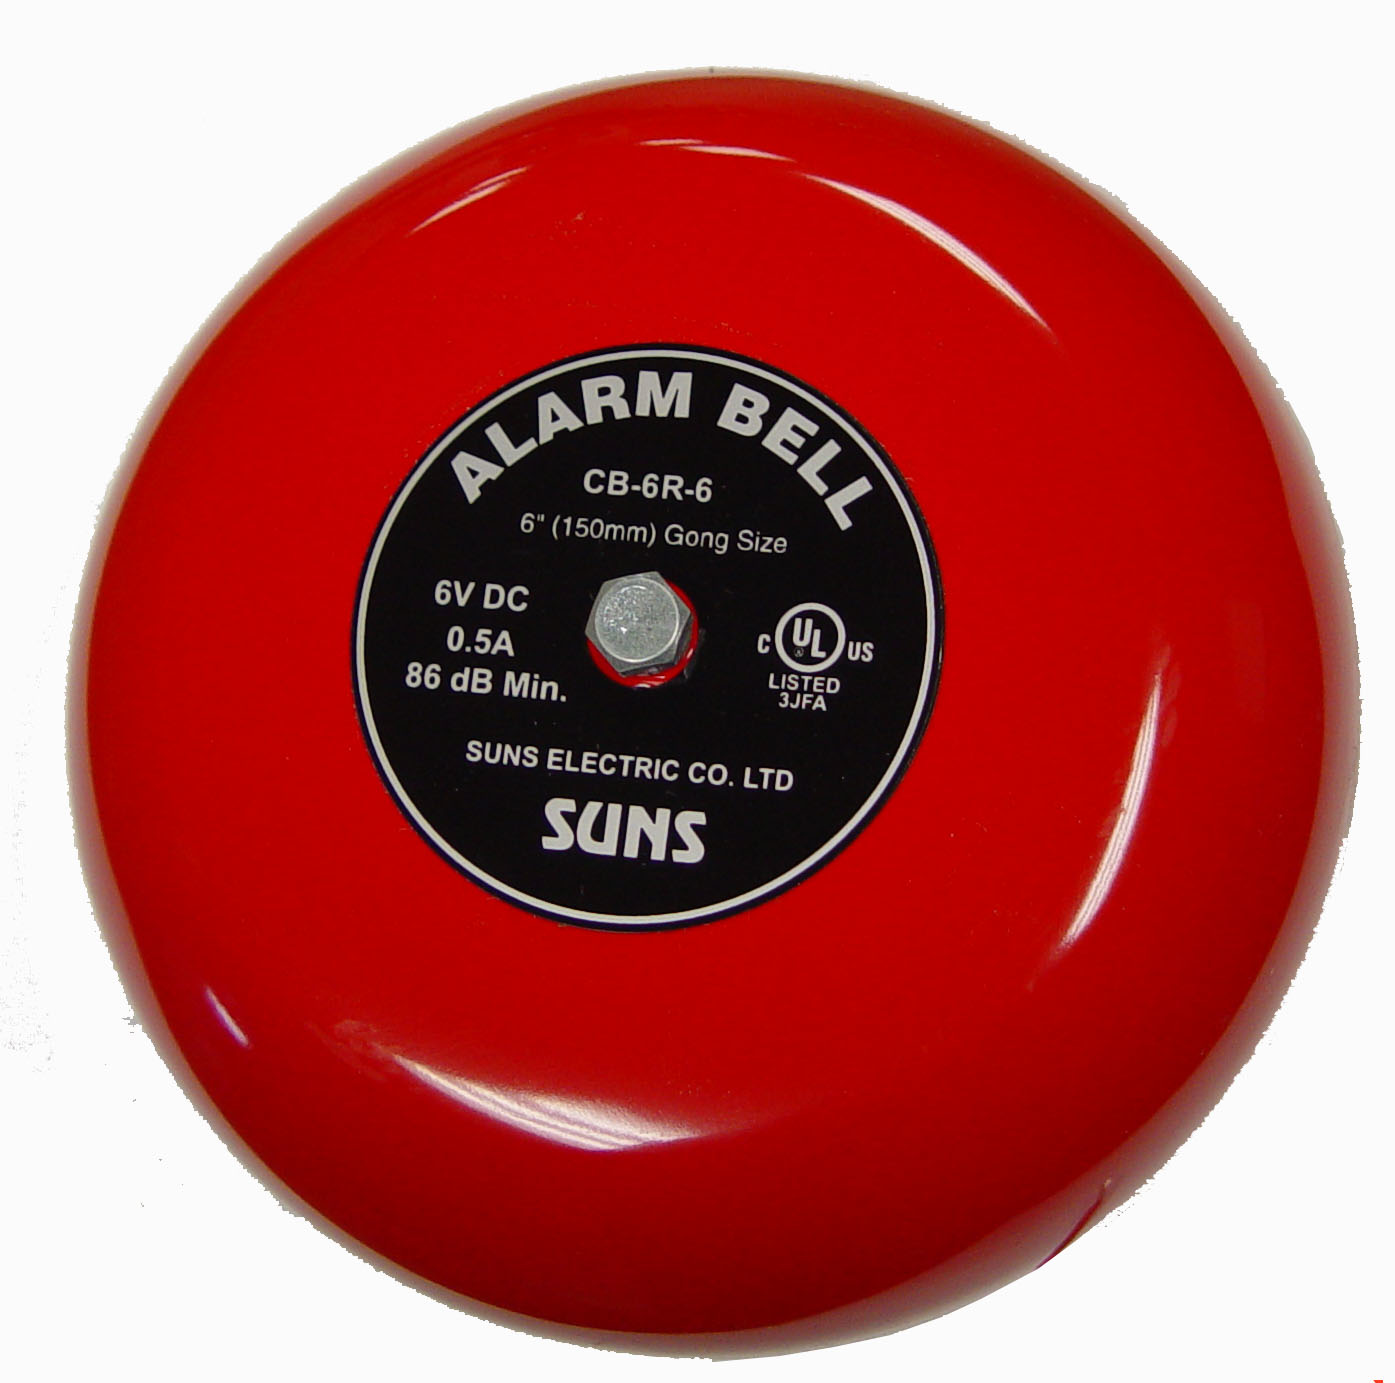 ALARM BELL
CB-6R-6
6" (150mm) Gong Size
6V DC
0.5A
86 dB Min.
C UL US
®
LISTED
3JFA
SUNS ELECTRIC CO. LTD
SUNS